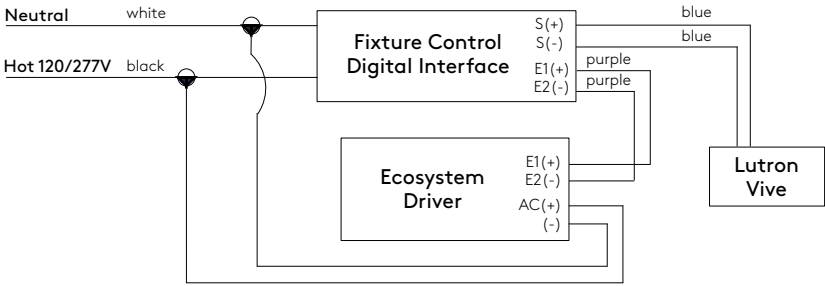 Neutral white
Hot 120/277V black
Fixture Control
Digital Interface
S(+)
S(-)
E1(+)
E2(-)
blue
blue
purple
purple
Ecosystem
Driver
E1(+)
E2(-)
AC(+)
(-)
Lutron
Vive